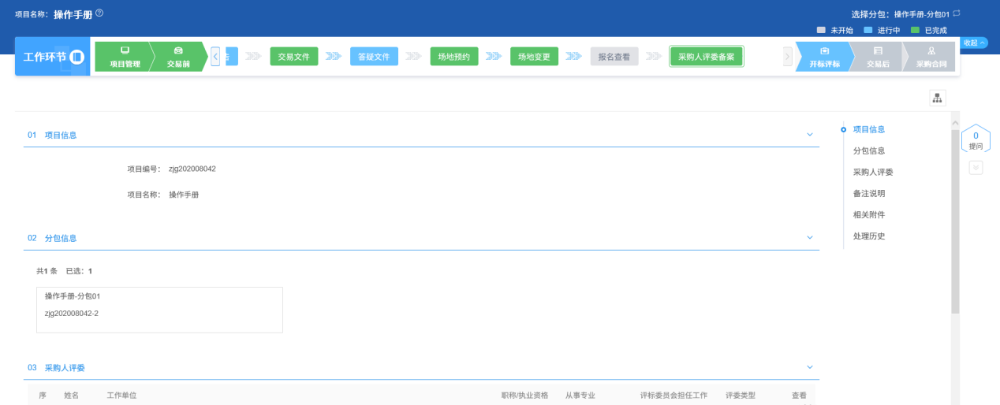 项目名称：操作手册
选择分包：操作手册-分包01
未开始 进行中 已完成
工作环节
项目管理
交易前
告
交易文件
答疑文件
场地预约
场地变更
报名查看
采购人评委备案
开标评标
交易后
采购合同
收起
01 项目信息
项目编号： zjg202008042
项目名称： 操作手册
02 分包信息
共1 条 已选：1
操作手册-分包01
zjg202008042-2
03 采购人评委
序 姓名 工作单位 职称/执业资格 从事专业 评标委员会担任工作 评委类型 查看
项目信息
分包信息
采购人评委
备注说明
相关附件
处理历史
0
提问